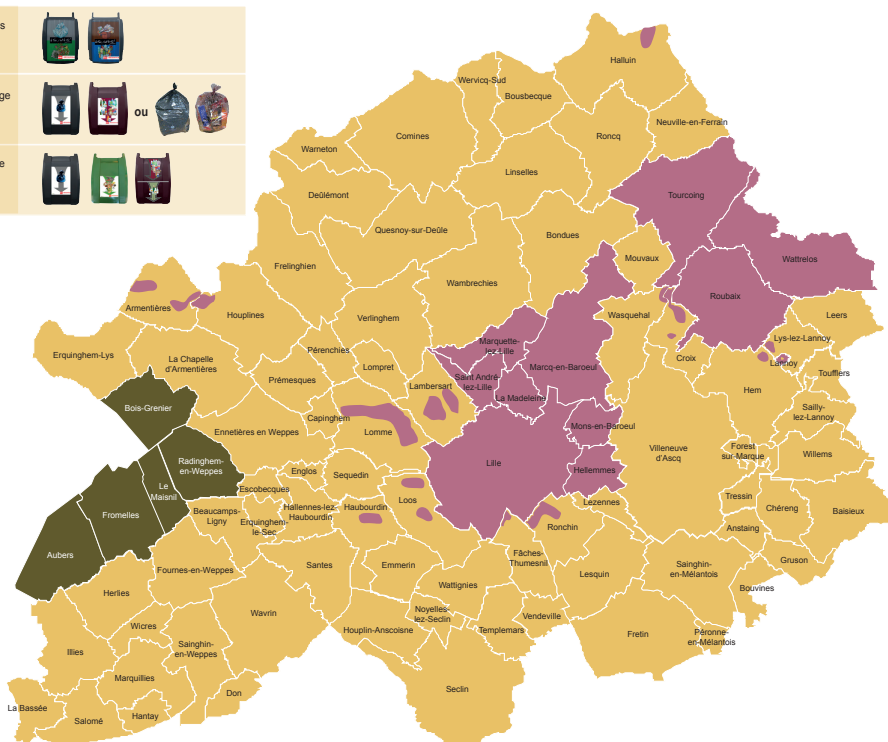 s
ge
ou
e
Halluin
Wervicq-Sud
Bousbecque
Neuville-en-Ferrain
Roncq
Comines
Warneton
Linselles
Deûlémont
Tourcoing
Quesnoy-sur-Deûle
Bondues
Mouvaux
Wattrelos
Frelinghien
Wambrechies
Roubaix
Armentières
Houplines
Verlinghem
Wasquehal
Leers
Lys-lez-Lannoy
Erquinghem-Lys
La Chapelle
d'Armentières
Pérenchies
Marquette-
lez-Lille
Lannoy
Croix
Lompret
Marcq-en-Baroeul
Toufflers
Prémesques
Saint André-
lez-Lille
Lambersart
Hem
La Madeleine
Bois-Grenier
Sailly-
lez-Lannoy
Capinghem
Ennetières en Weppes
Lomme
Mons-en-Baroeul
Villeneuve
d'Ascq
Forest
sur-Marque
Willems
Radinghem-
en-Weppes
Lille
Hellemmes
Englos
Sequedin
Le
Maisnil
Escobecques
Tressin
Loos
Lezennes
Chéreng
Beaucamps-
Ligny
Hallennes-lez-
Haubourdin
Haubourdin
Baisieux
Fromelles
Erquinghem-
le-Sec
Ronchin
Anstaing
Aubers
Fâches-
Thumesnil
Gruson
Santes
Emmerin
Sainghin-
en-Mélantois
Fournes-en-Weppes
Lesquin
Wattignies
Bouvines
Herlies
Wavrin
Noyelles-
lez-Seclin
Vendeville
Wicres
Houplin-Anscoisne
Templemars
Fretin
Péronne-
en-Mélantois
Sainghin-
en-Weppes
Illies
Marquillies
Seclin
Don
La Bassée
Hantay
Salomé